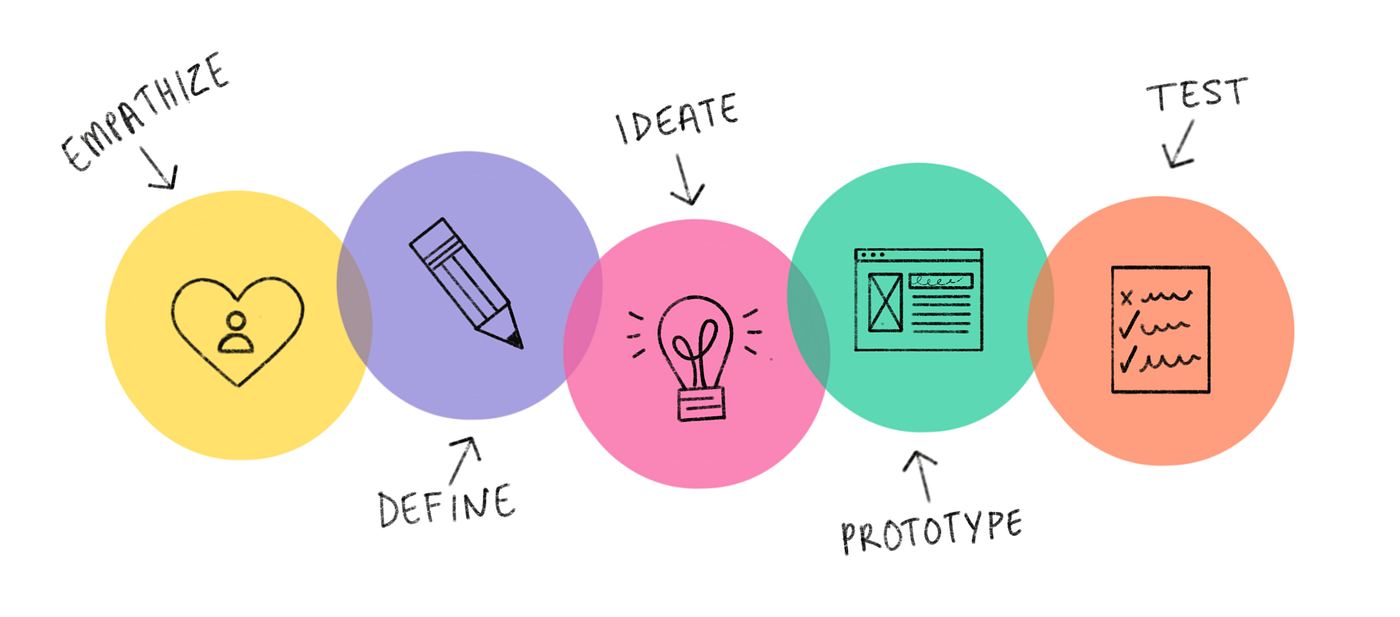 EMPATHIZE
DEFINE
IDEATE
PROTOTYPE
TEST